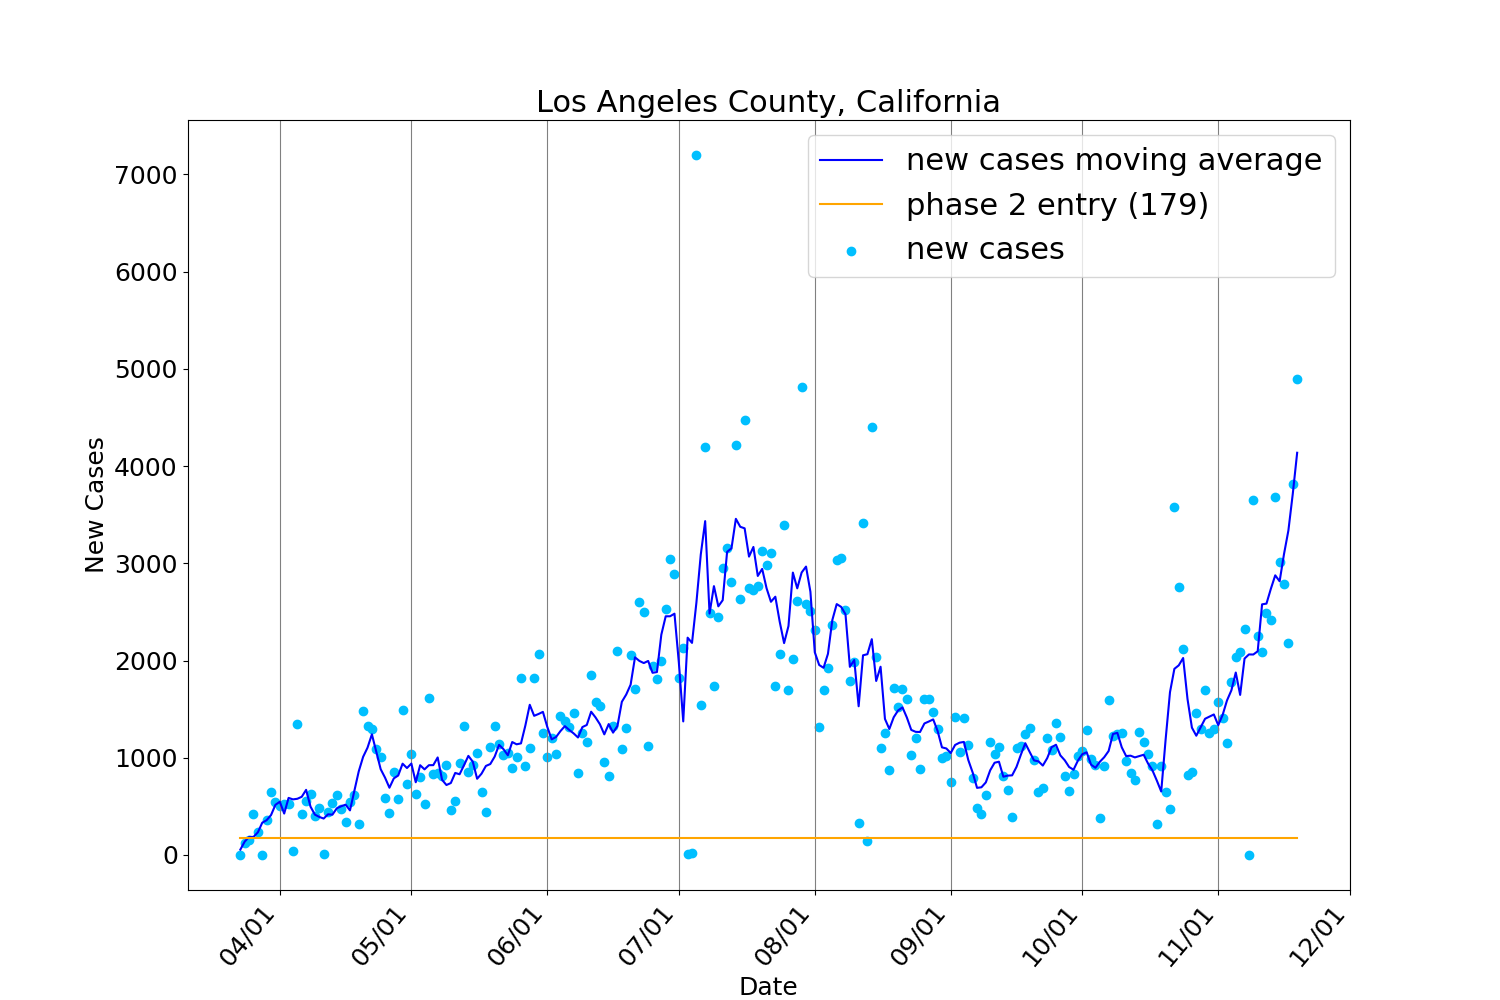 Los Angeles County, California
new cases moving average
phase 2 entry (179)
new cases
7000
6000
5000
4000
3000
2000
1000
0
New Cases
04/01
05/01
06/01
07/01
08/01
09/01
10/01
11/01
12/01
Date